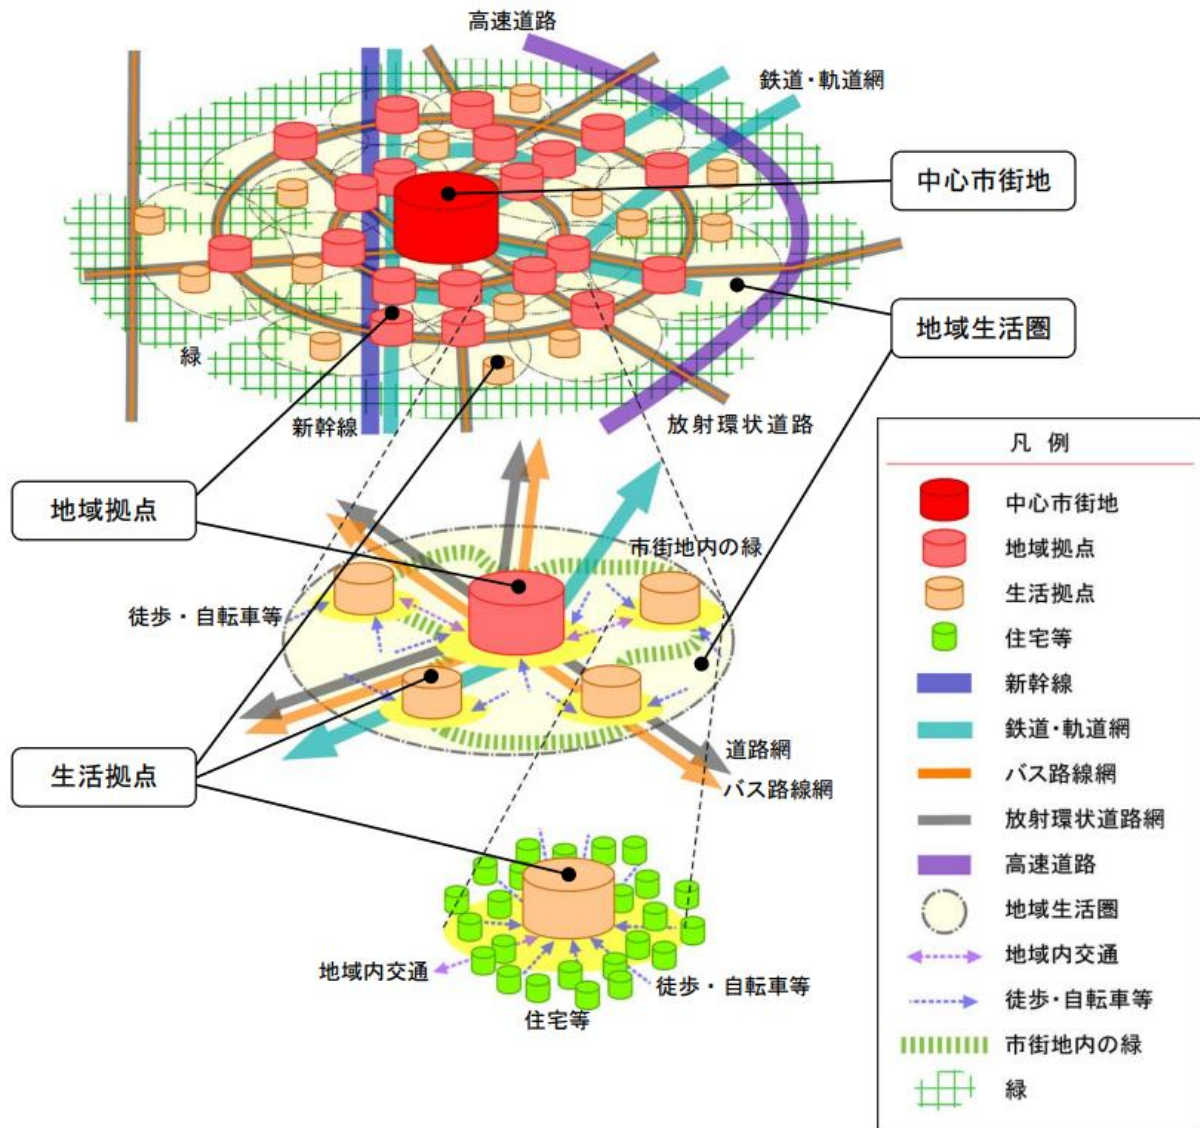 高速道路
鉄道・軌道網
中心市街地
地域生活圏
緑
新幹線
放射環状道路
地域拠点
市街地内の緑
徒歩・自転車等
道路網
バス路線網
生活拠点
地域内交通
徒歩・自転車等
住宅等
凡 例
中心市街地
地域拠点
生活拠点
住宅等
新幹線
鉄道・軌道網
バス路線網
放射環状道路網
高速道路
地域生活圏
地域内交通
徒歩・自転車等
市街地内の緑
緑